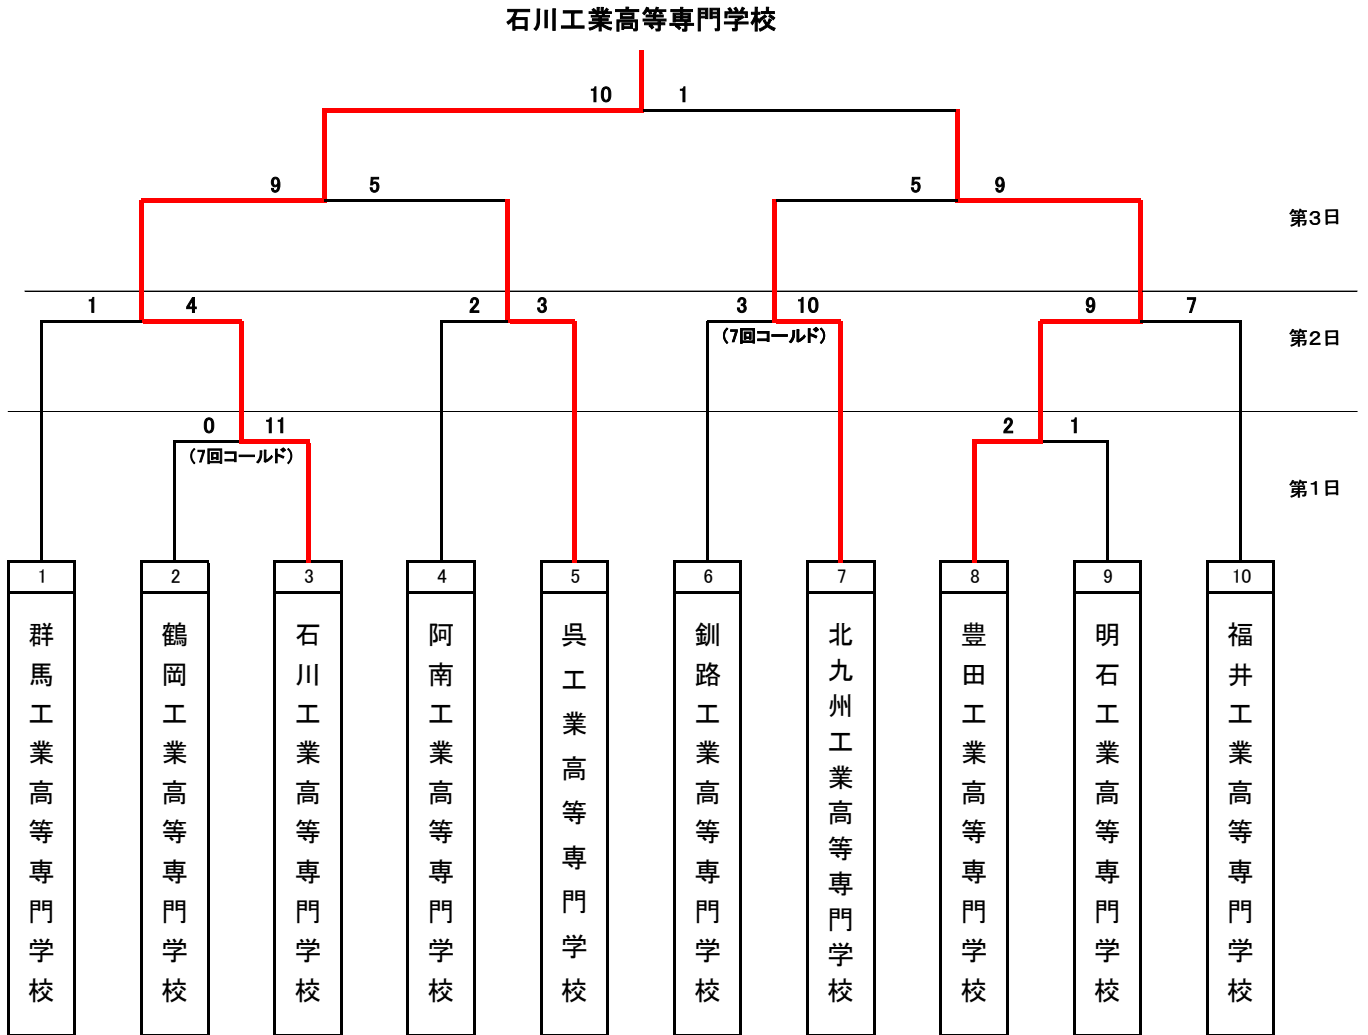 石川工業高等専門学校
10 1
9 5 5 9
第3日
1 4 2 3 3 10 9 7
(7回コールド)
第2日
0 11 2 1
(7回コールド)
第1日
1 2 3 4 5 6 7 8 9 10
群馬工業高等専門学校
鶴岡工業高等専門学校
石川工業高等専門学校
阿南工業高等専門学校
呉工業高等専門学校
釧路工業高等専門学校
北九州工業高等専門学校
豊田工業高等専門学校
明石工業高等専門学校
福井工業高等専門学校